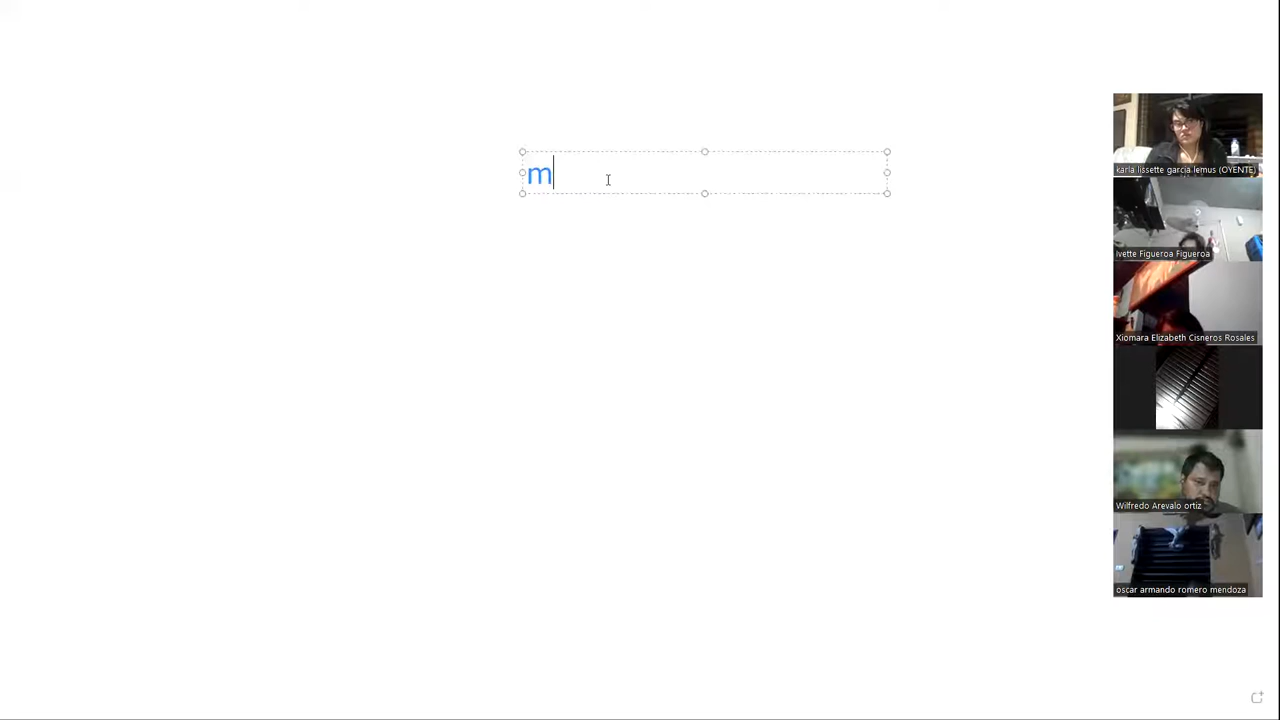 m
karla lissette garcia lemus (OYENTE)
Ivette Figueroa Figueroa
Xiomara Elizabeth Cisneros Rosales
Wilfredo Arevalo ortiz
oscar armando romero mendoza